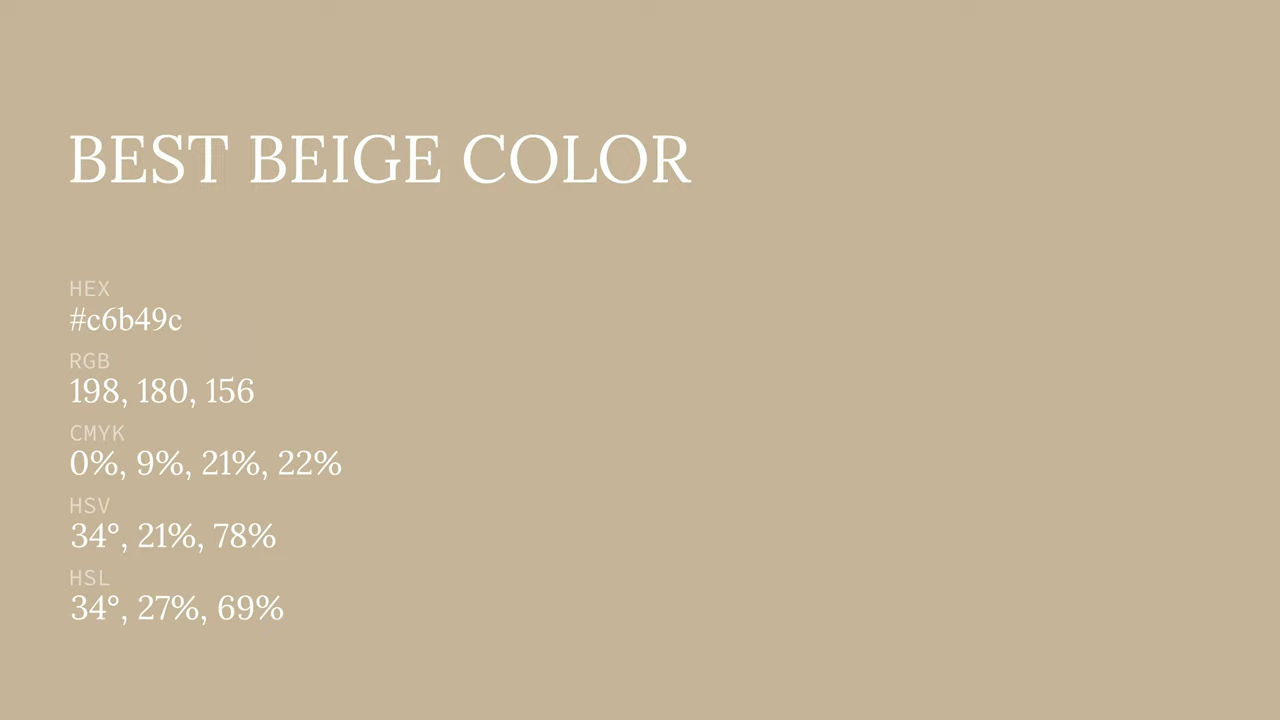 BEST BEIGE COLOR
HEX
#c6b49c
RGB
198, 180, 156
CMYK
0%, 9%, 21%, 22%
HSV
34°, 21%, 78%
HSL
34°, 27%, 69%